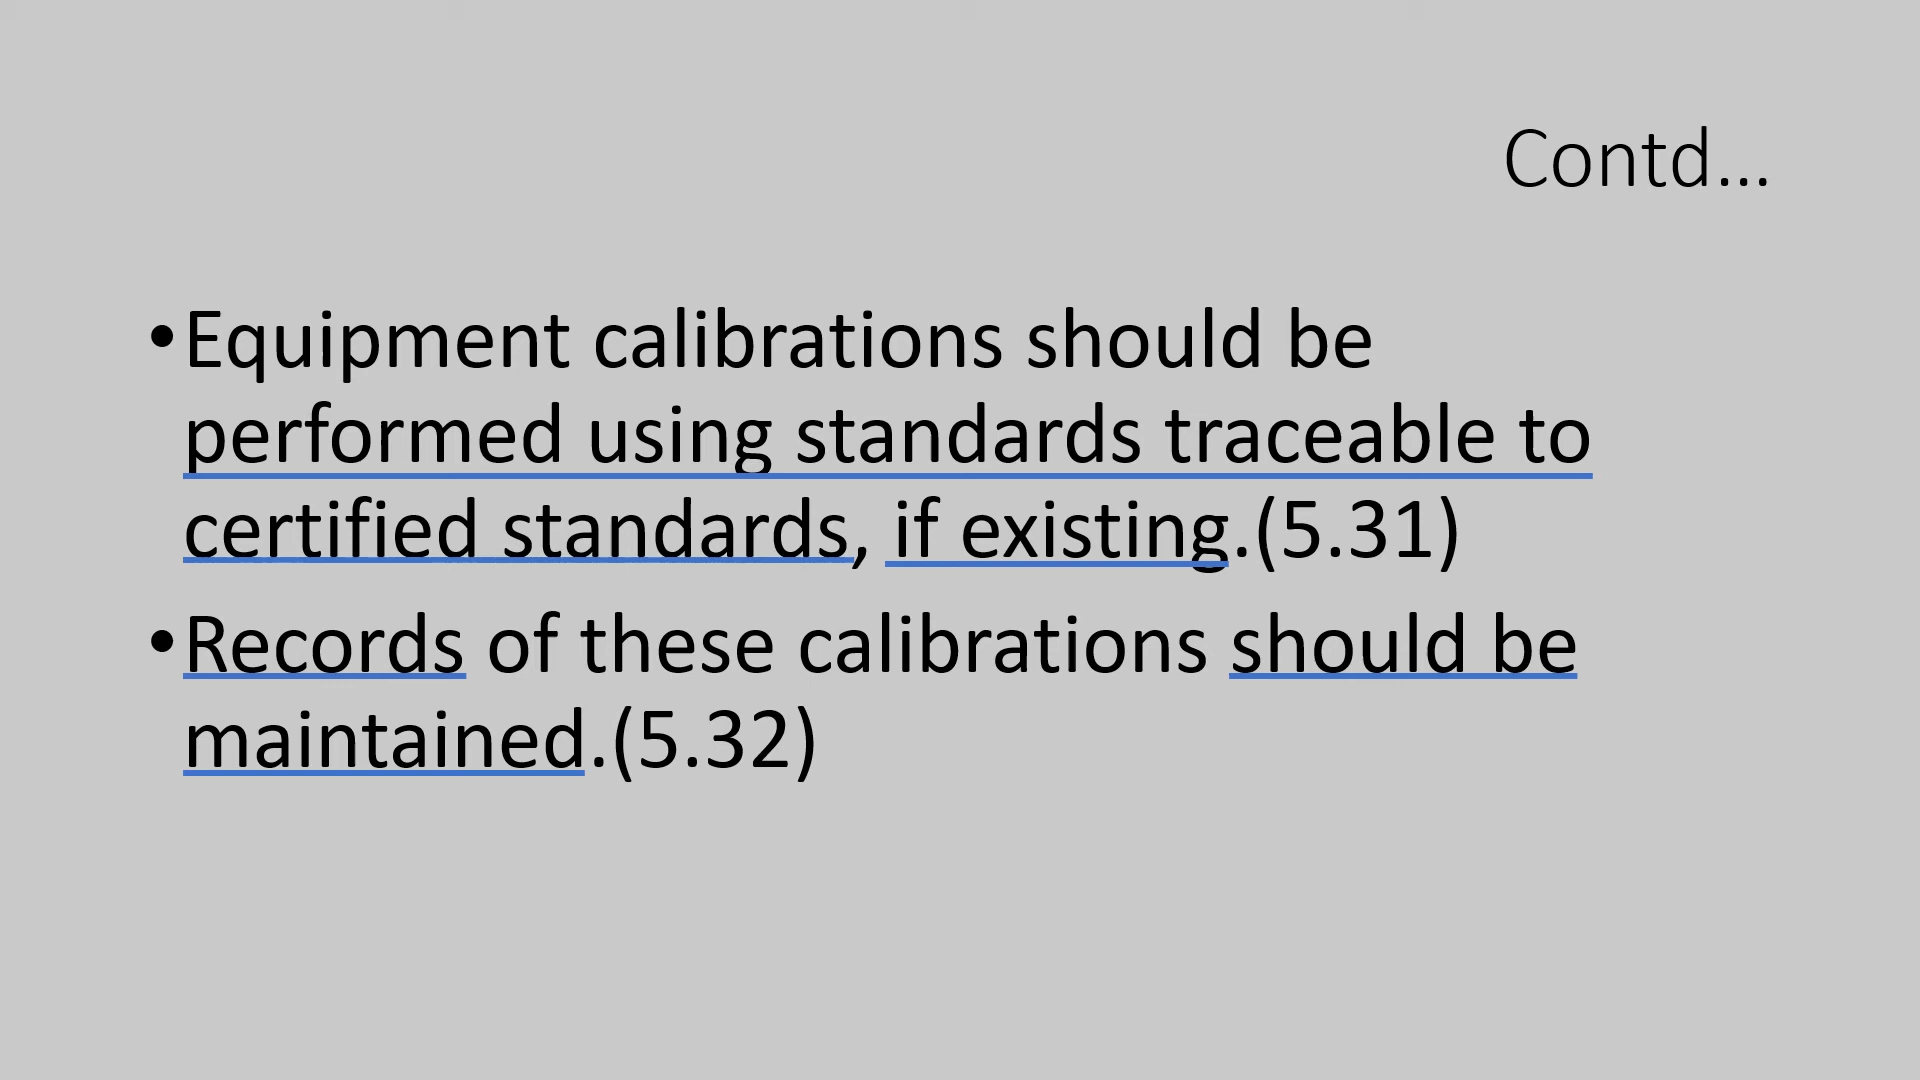 Contd...
•Equipment calibrations should be
performed using standards traceable to
certified standards, if existing.(5.31)
•Records of these calibrations should be
maintained.(5.32)